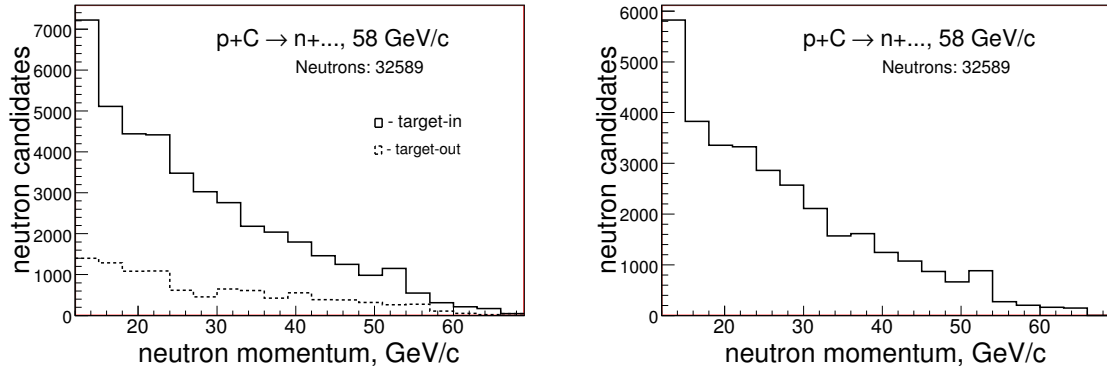 p+C → n+..., 58 GeV/c
Neutrons: 32589
- target-in
- target-out
neutron candidates
7000
6000
5000
4000
3000
2000
1000
0
20 30 40 50 60
neutron momentum, GeV/c
p+C → n+..., 58 GeV/c
Neutrons: 32589
neutron candidates
6000
5000
4000
3000
2000
1000
0
20 30 40 50 60
neutron momentum, GeV/c